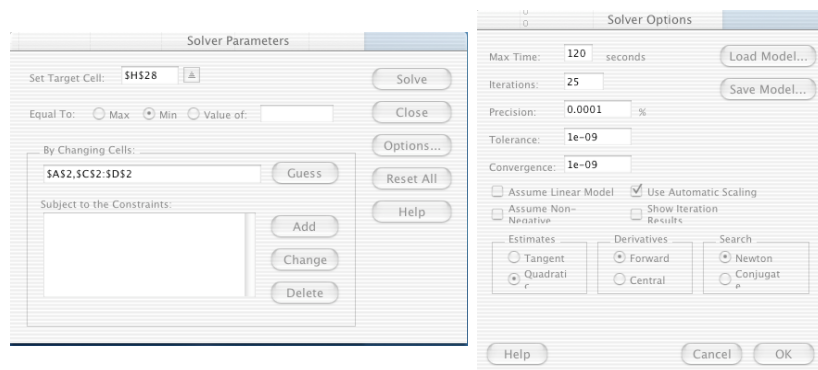 Solver Parameters
Set Target Cell: $H$28
Solve
Equal To: Max Min Value of:
Close
By Changing Cells:
Options...
$A$2,$C$2:$D$2 Guess
Reset All
Subject to the Constraints:
Help
Add
Change
Delete
Solver Options
Max Time: 120 seconds
Load Model...
Iterations: 25
Save Model...
Precision: 0.0001 %
Tolerance: 1e-09
Convergence: 1e-09
Assume Linear Model Use Automatic Scaling
Assume Non- Show Iteration
Negative Results
Estimates Derivatives Search
Tangent Forward Newton
Quadrati Central Conjugat
c e
Help Cancel OK